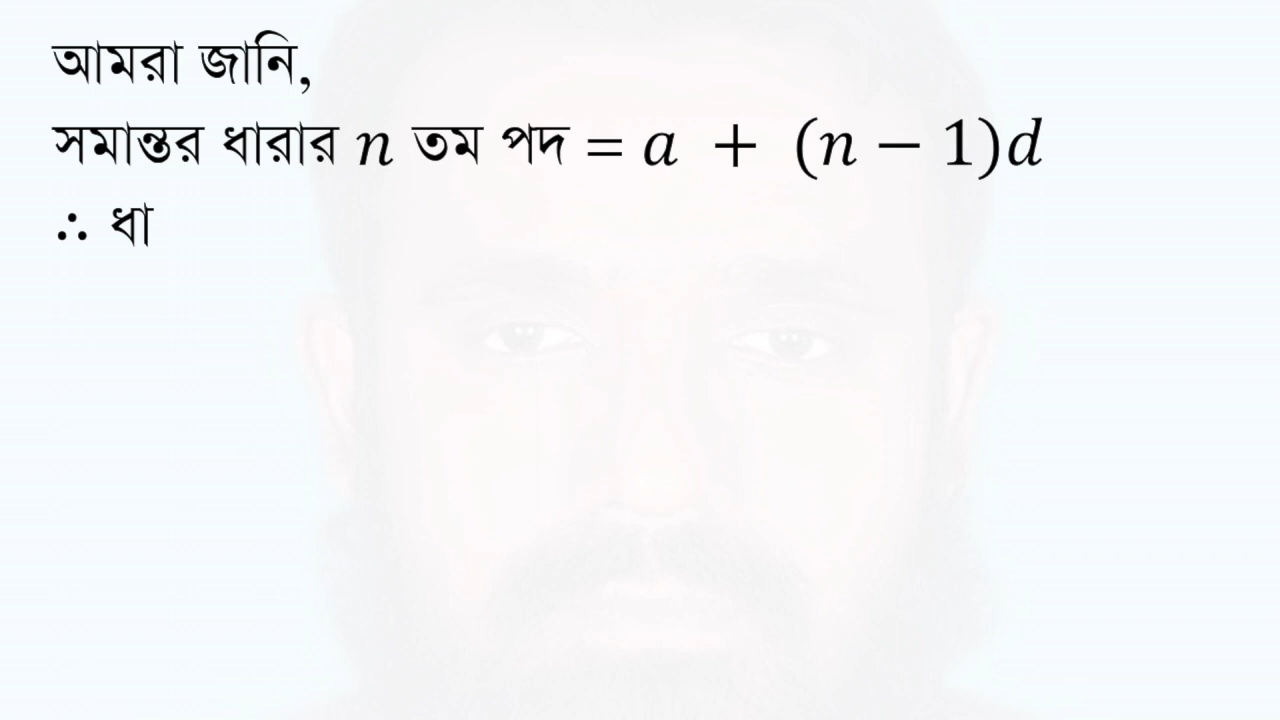 আমরা জানি,
সমান্তর ধারার n তম পদ = a + (n − 1)d
∴ ধা